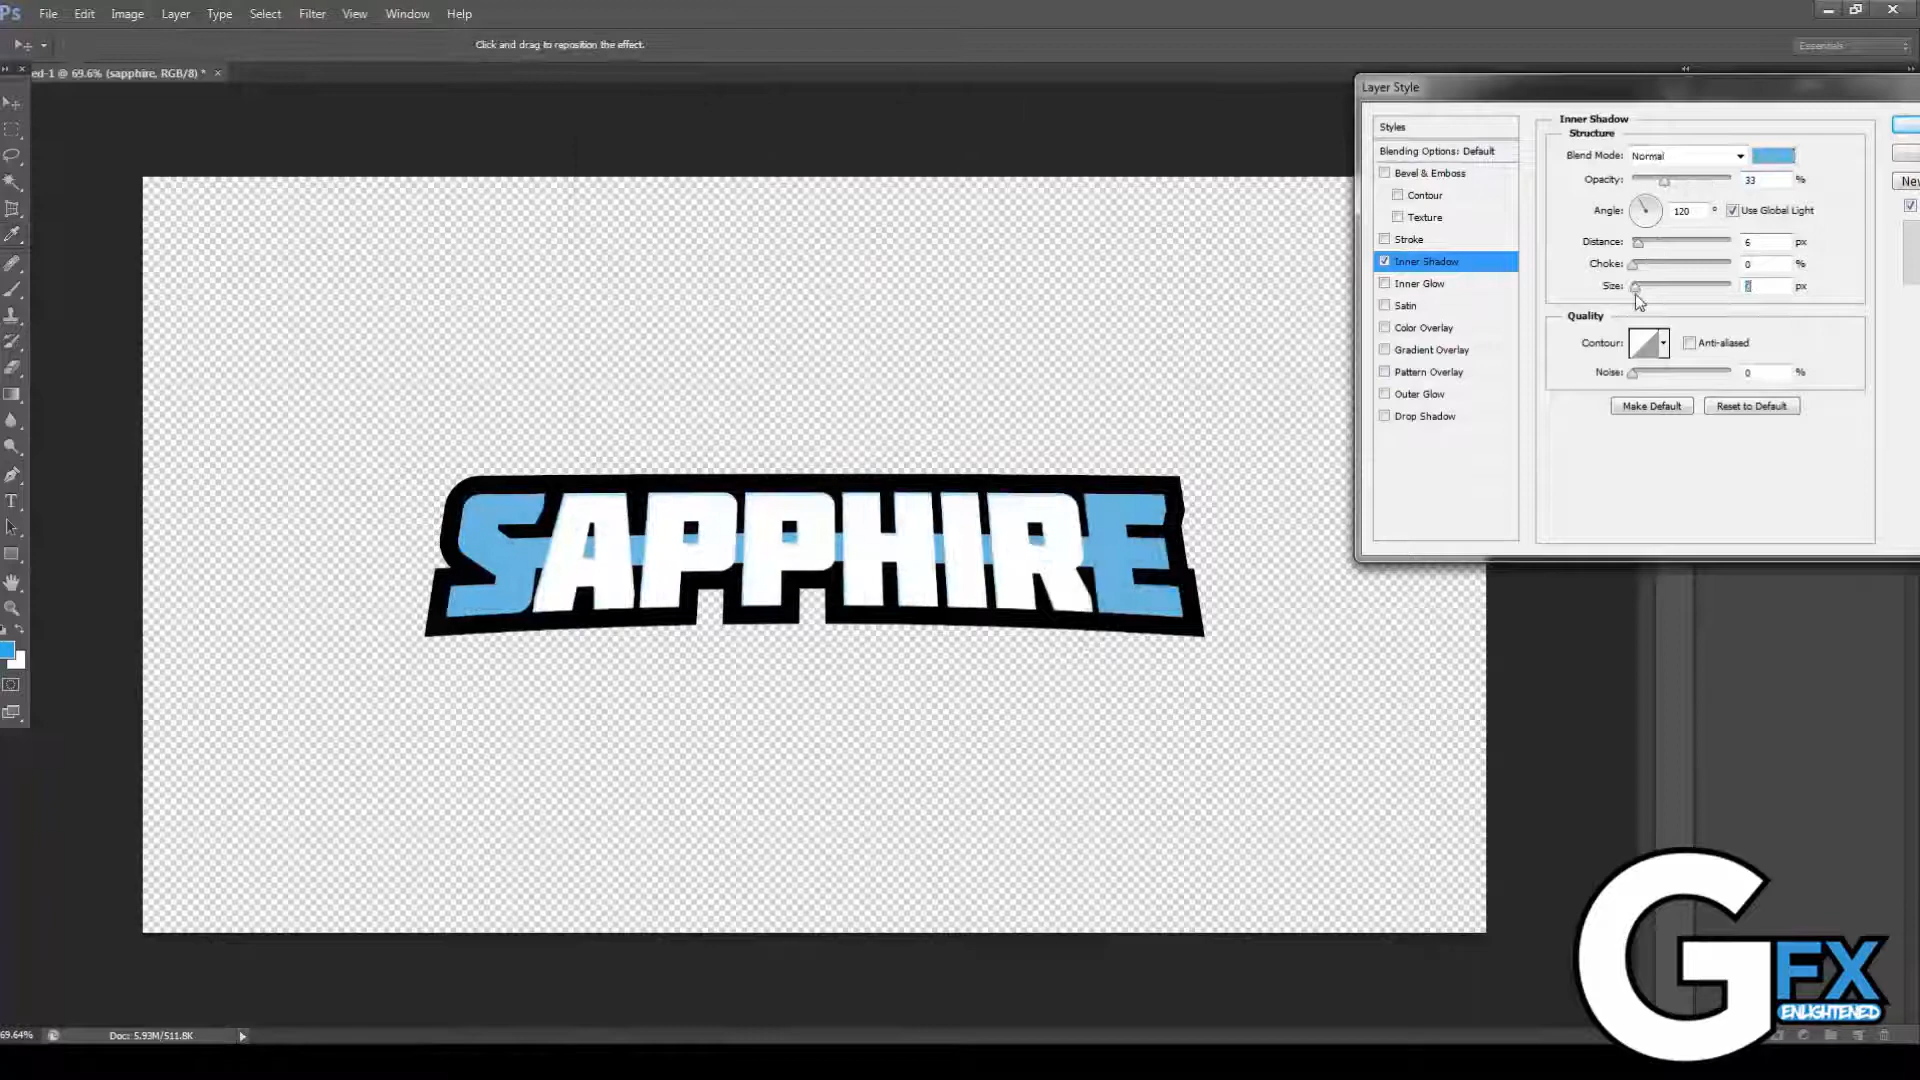 Ps File Edit Image Layer Type Select Filter View Window Help
Click and drag to reposition the effect.
Essentials
ed-1 @ 69.6% (sapphire, RGB/8) * ×
Layer Style
Styles
Blending Options: Default
Bevel & Emboss
Contour
Texture
Stroke
Inner Shadow
Inner Glow
Satin
Color Overlay
Gradient Overlay
Pattern Overlay
Outer Glow
Drop Shadow
Inner Shadow
Structure
Blend Mode: Normal
Opacity: 33 %
Angle: 120 ° Use Global Light
Distance: 6 px
Choke: 0 %
Size: px
Quality
Contour: Anti-aliased
Noise: 0 %
Make Default Reset to Default
New
SAPPHIRE
T
G
FX
ENLIGHTENED
69.64% Doc: 5.93M/511.8K